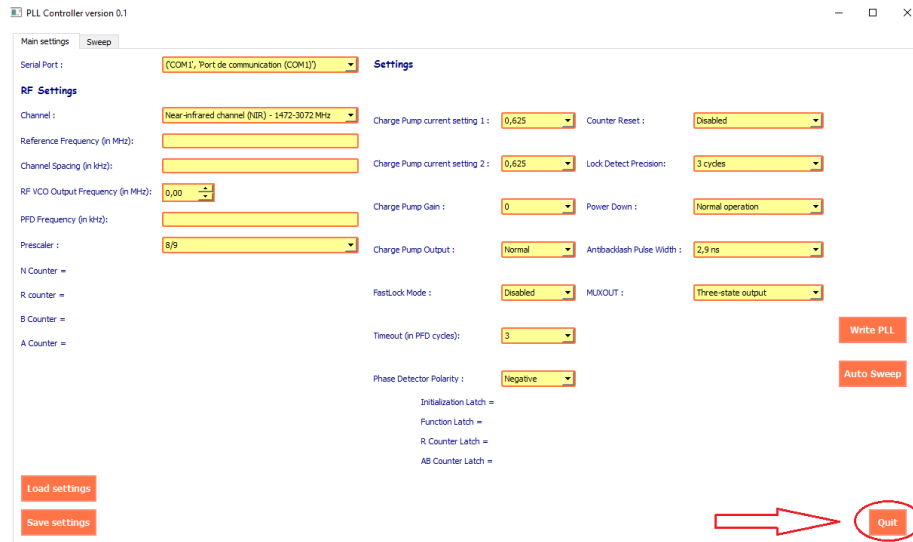 PLL Controller version 0.1
Main settings
Sweep
Serial Port :
('COM1', 'Port de communication (COM1)')
RF Settings
Channel :
Near-infrared channel (NIR) - 1472-3072 MHz
Reference Frequency (in MHz):
Channel Spacing (in kHz):
RF VCO Output Frequency (in MHz):
0,00
PFD Frequency (in kHz):
Prescaler :
8/9
N Counter =
R counter =
B Counter =
A Counter =
Settings
Charge Pump current setting 1 :
0,625
Charge Pump current setting 2 :
0,625
Charge Pump Gain :
0
Charge Pump Output :
Normal
FastLock Mode :
Disabled
Timeout (in PFD cycles):
3
Phase Detector Polarity :
Negative
Initialization Latch =
Function Latch =
R Counter Latch =
AB Counter Latch =
Counter Reset :
Disabled
Lock Detect Precision:
3 cycles
Power Down :
Normal operation
Antibacklash Pulse Width :
2,9 ns
MUXOUT :
Three-state output
Write PLL
Auto Sweep
Load settings
Save settings
Quit